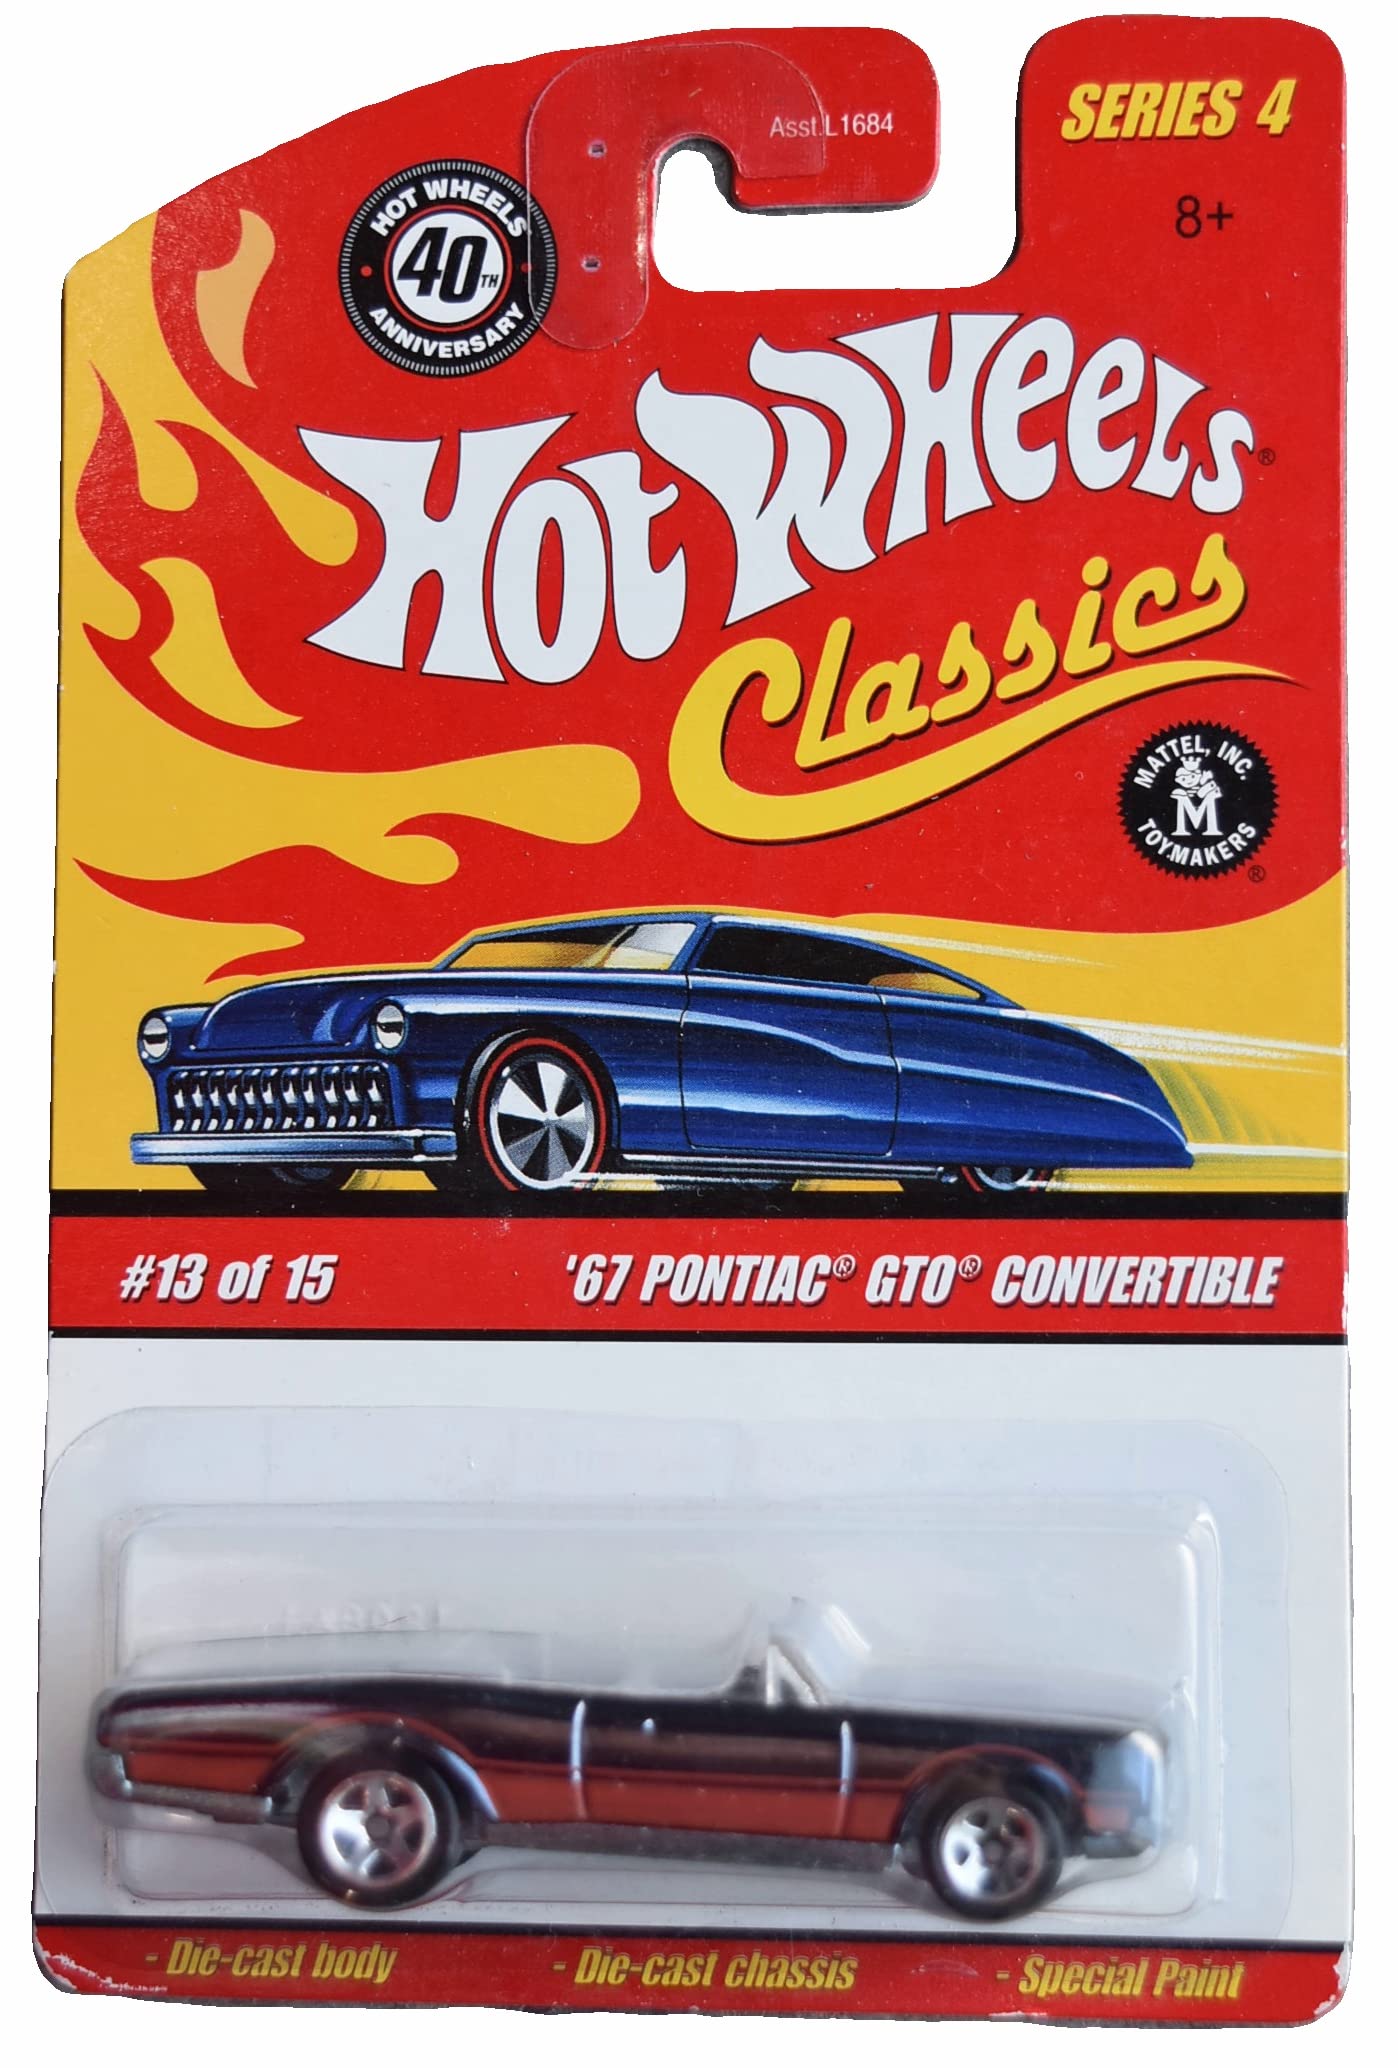 Asst.L1684
SERIES 4
8+
HOT WHEELS
40TH
ANNIVERSARY
HOT WHEELS®
Classics
MATTEL, INC.
M
TOYMAKERS
®
#13 of 15
'67 PONTIAC® GTO® CONVERTIBLE
- Die-cast body
- Die-cast chassis
- Special Paint